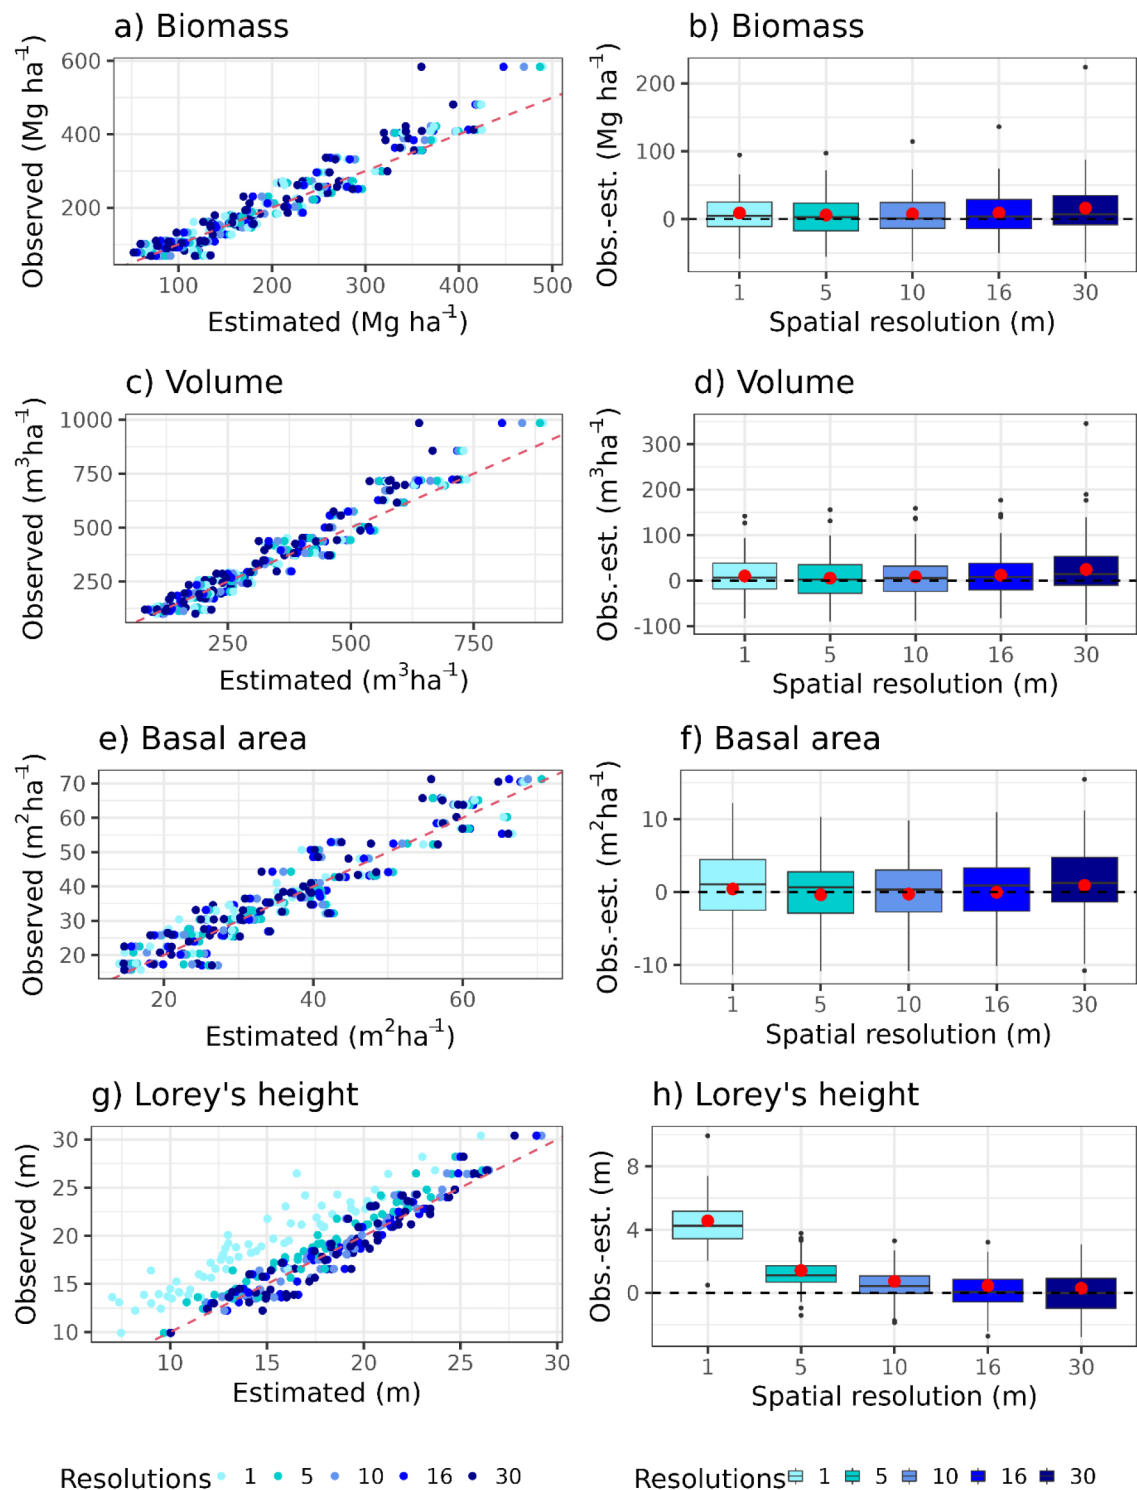 a) Biomass
Observed (Mg ha⁻¹)
600
400
200
100 200 300 400 500
Estimated (Mg ha⁻¹)
b) Biomass
Obs.-est. (Mg ha⁻¹)
200
100
0
1 5 10 16 30
Spatial resolution (m)
c) Volume
Observed (m³ha⁻¹)
1000
750
500
250
250 500 750
Estimated (m³ha⁻¹)
d) Volume
Obs.-est. (m³ha⁻¹)
300
200
100
0
-100
1 5 10 16 30
Spatial resolution (m)
e) Basal area
Observed (m²ha⁻¹)
70
60
50
40
30
20
20 40 60
Estimated (m²ha⁻¹)
f) Basal area
Obs.-est. (m²ha⁻¹)
10
0
-10
1 5 10 16 30
Spatial resolution (m)
g) Lorey's height
Observed (m)
30
25
20
15
10
10 15 20 25 30
Estimated (m)
h) Lorey's height
Obs.-est. (m)
8
4
0
1 5 10 16 30
Spatial resolution (m)
Resolutions 1 5 10 16 30
Resolutions 1 5 10 16 30